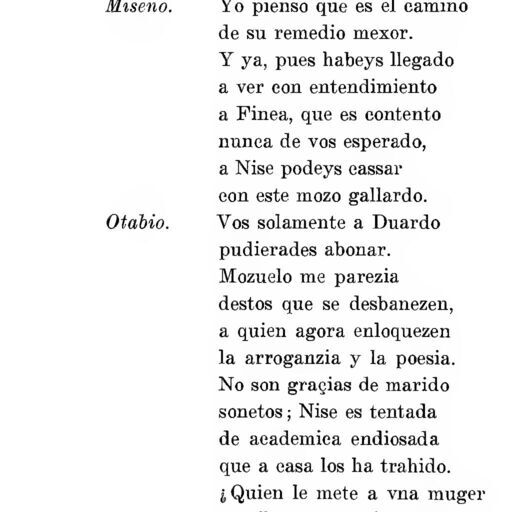 Miseno. Yo pienso que es el camino
de su remedio mexor.
Y ya, pues habeys llegado
a ver con entendimiento
a Finea, que es contento
nunca de vos esperado,
a Nise podeys cassar
con este mozo gallardo.
Otabio. Vos solamente a Duardo
pudierades abonar.
Mozuelo me parezia
destos que se desbanezen,
a quien agora enloquezen
la arroganzia y la poesia.
No son graçias de marido
sonetos; Nise es tentada
de academica endiosada
que a casa los ha trahido.
¿Quien le mete a vna muger